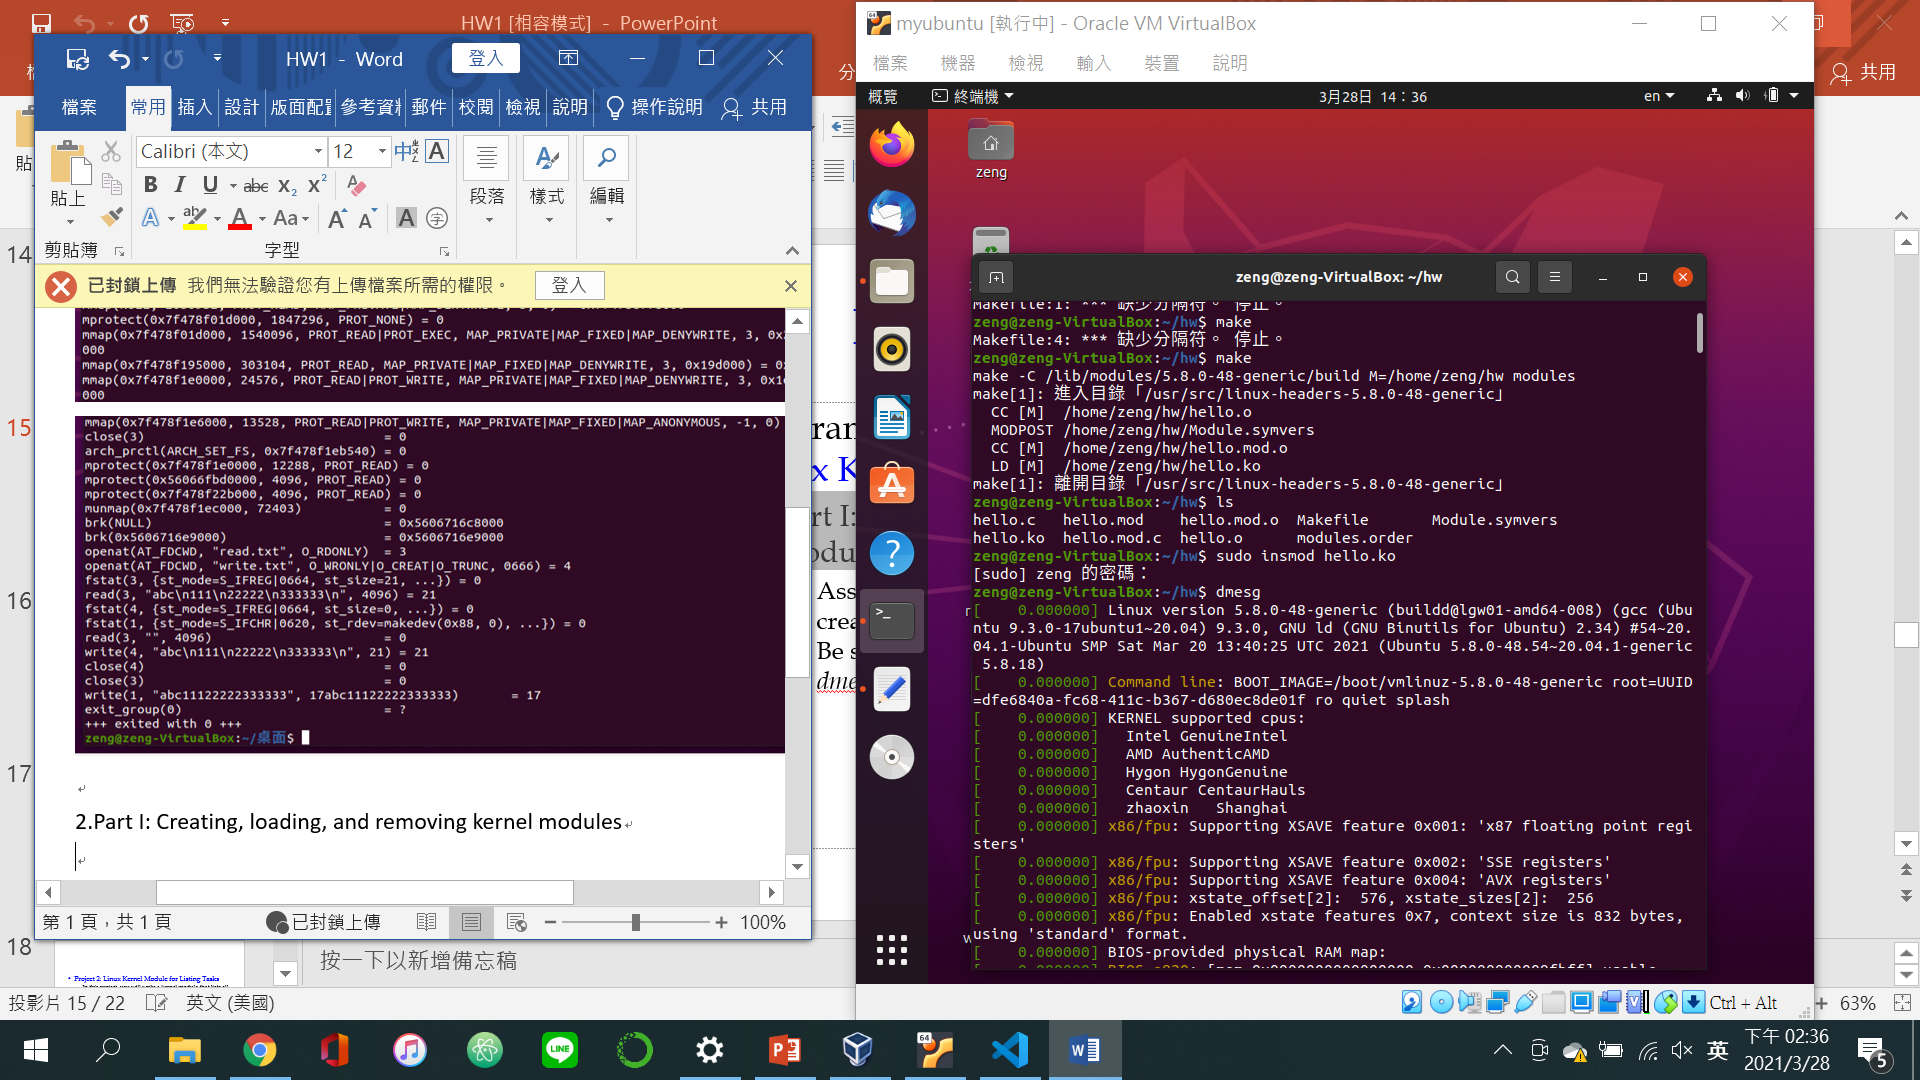 HW1 [相容模式] - PowerPoint
共用
HW1 - Word
登入
檔案
常用
插入
設計
版面配置
參考資料
郵件
校閱
檢視
說明
操作說明
共用
貼上
Calibri (本文)
12
段落
樣式
編輯
剪貼簿
字型
已封鎖上傳 我們無法驗證您有上傳檔案所需的權限。
登入
mprotect(0x7f478f01d000, 1847296, PROT_NONE) = 0
mmap(0x7f478f01d000, 1540096, PROT_READ|PROT_EXEC, MAP_PRIVATE|MAP_FIXED|MAP_DENYWRITE, 3, 0x
000
mmap(0x7f478f195000, 303104, PROT_READ, MAP_PRIVATE|MAP_FIXED|MAP_DENYWRITE, 3, 0x19d000) = 0x
mmap(0x7f478f1e0000, 24576, PROT_READ|PROT_WRITE, MAP_PRIVATE|MAP_FIXED|MAP_DENYWRITE, 3, 0x1e
000
mmap(0x7f478f1e6000, 13528, PROT_READ|PROT_WRITE, MAP_PRIVATE|MAP_FIXED|MAP_ANONYMOUS, -1, 0)
close(3) = 0
arch_prctl(ARCH_SET_FS, 0x7f478f1eb540) = 0
mprotect(0x7f478f1e0000, 12288, PROT_READ) = 0
mprotect(0x56066fbd0000, 4096, PROT_READ) = 0
mprotect(0x7f478f22b000, 4096, PROT_READ) = 0
munmap(0x7f478f1ec000, 72403) = 0
brk(NULL) = 0x5606716c8000
brk(0x5606716e9000) = 0x5606716e9000
openat(AT_FDCWD, "read.txt", O_RDONLY) = 3
openat(AT_FDCWD, "write.txt", O_WRONLY|O_CREAT|O_TRUNC, 0666) = 4
fstat(3, {st_mode=S_IFREG|0664, st_size=21, ...}) = 0
read(3, "abc\n111\n22222\n333333\n", 4096) = 21
fstat(4, {st_mode=S_IFREG|0664, st_size=0, ...}) = 0
fstat(1, {st_mode=S_IFCHR|0620, st_rdev=makedev(0x88, 0), ...}) = 0
read(3, "", 4096) = 0
write(4, "abc\n111\n22222\n333333\n", 21) = 21
close(4) = 0
close(3) = 0
write(1, "abc11122222333333", 17abc11122222333333) = 17
exit_group(0) = ?
+++ exited with 0 +++
zeng@zeng-VirtualBox:~/桌面$
2.Part I: Creating, loading, and removing kernel modules
第 1 頁，共 1 頁
已封鎖上傳
100%
14
15
16
17
18
Project 2: Linux Kernel Module for Listing Tasks
按一下以新增備忘稿
投影片 15 / 22
英文 (美國)
63%
myubuntu [執行中] - Oracle VM VirtualBox
檔案 機器 檢視 輸入 裝置 說明
概覽
終端機
3月28日 14：36
en
zeng
zeng@zeng-VirtualBox: ~/hw
Makefile:1: *** 缺少分隔符。 停止。
zeng@zeng-VirtualBox:~/hw$ make
Makefile:4: *** 缺少分隔符。 停止。
zeng@zeng-VirtualBox:~/hw$ make
make -C /lib/modules/5.8.0-48-generic/build M=/home/zeng/hw modules
make[1]: 進入目錄「/usr/src/linux-headers-5.8.0-48-generic」
CC [M] /home/zeng/hw/hello.o
MODPOST /home/zeng/hw/Module.symvers
CC [M] /home/zeng/hw/hello.mod.o
LD [M] /home/zeng/hw/hello.ko
make[1]: 離開目錄「/usr/src/linux-headers-5.8.0-48-generic」
zeng@zeng-VirtualBox:~/hw$ ls
hello.c hello.mod hello.mod.o Makefile Module.symvers
hello.ko hello.mod.c hello.o modules.order
zeng@zeng-VirtualBox:~/hw$ sudo insmod hello.ko
[sudo] zeng 的密碼：
zeng@zeng-VirtualBox:~/hw$ dmesg
[ 0.000000] Linux version 5.8.0-48-generic (buildd@lgw01-amd64-008) (gcc (Ubu
ntu 9.3.0-17ubuntu1~20.04) 9.3.0, GNU ld (GNU Binutils for Ubuntu) 2.34) #54~20.
04.1-Ubuntu SMP Sat Mar 20 13:40:25 UTC 2021 (Ubuntu 5.8.0-48.54~20.04.1-generic
5.8.18)
[ 0.000000] Command line: BOOT_IMAGE=/boot/vmlinuz-5.8.0-48-generic root=UUID
=dfe6840a-fc68-411c-b367-d680ec8de01f ro quiet splash
[ 0.000000] KERNEL supported cpus:
[ 0.000000] Intel GenuineIntel
[ 0.000000] AMD AuthenticAMD
[ 0.000000] Hygon HygonGenuine
[ 0.000000] Centaur CentaurHauls
[ 0.000000] zhaoxin Shanghai
[ 0.000000] x86/fpu: Supporting XSAVE feature 0x001: 'x87 floating point regi
sters'
[ 0.000000] x86/fpu: Supporting XSAVE feature 0x002: 'SSE registers'
[ 0.000000] x86/fpu: Supporting XSAVE feature 0x004: 'AVX registers'
[ 0.000000] x86/fpu: xstate_offset[2]: 576, xstate_sizes[2]: 256
[ 0.000000] x86/fpu: Enabled xstate features 0x7, context size is 832 bytes,
using 'standard' format.
[ 0.000000] BIOS-provided physical RAM map:
Ctrl + Alt
英
下午 02:36
2021/3/28
5